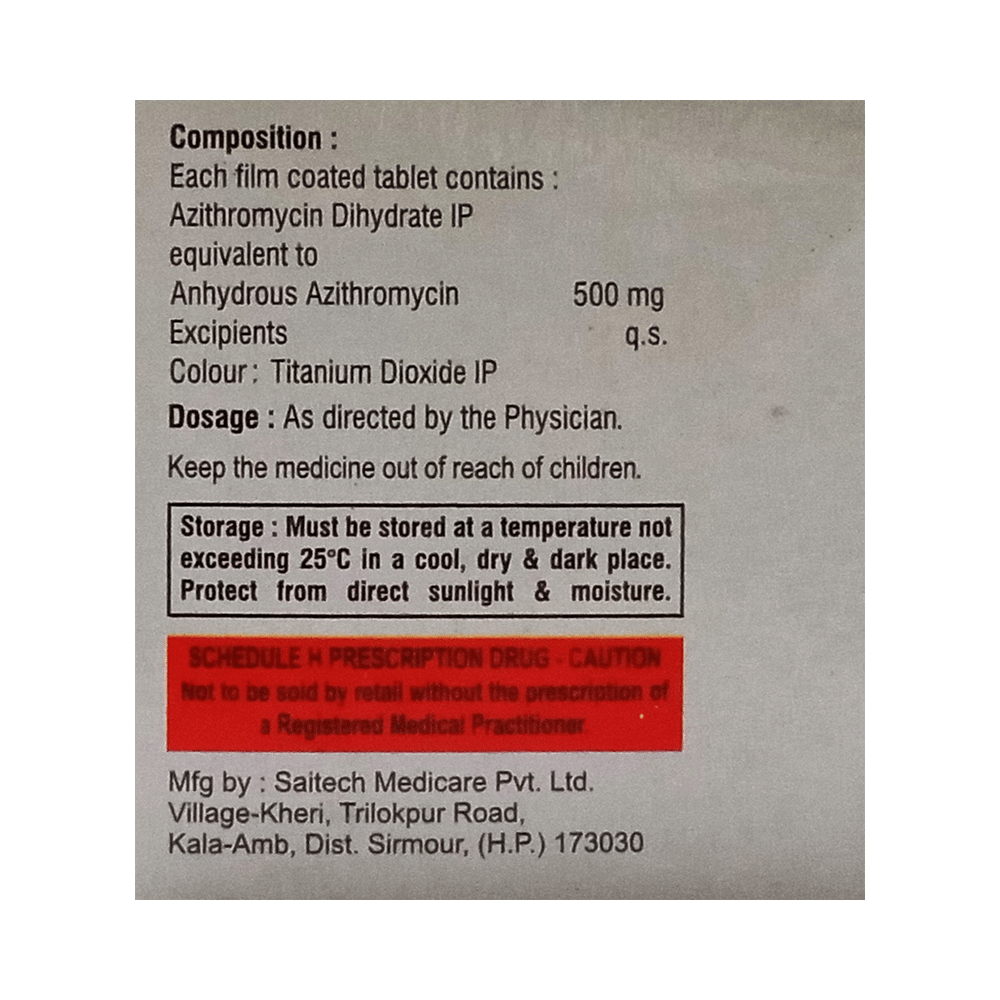 Composition :
Each film coated tablet contains :
Azithromycin Dihydrate IP
equivalent to
Anhydrous Azithromycin 500 mg
Excipients q.s.
Colour : Titanium Dioxide IP
Dosage : As directed by the Physician.
Keep the medicine out of reach of children.
Storage : Must be stored at a temperature not
exceeding 25°C in a cool, dry & dark place.
Protect from direct sunlight & moisture.
SCHEDULE H PRESCRIPTION DRUG - CAUTION
Not to be sold by retail without the prescription of
a Registered Medical Practitioner
Mfg by : Saitech Medicare Pvt. Ltd.
Village-Kheri, Trilokpur Road,
Kala-Amb, Dist. Sirmour, (H.P.) 173030